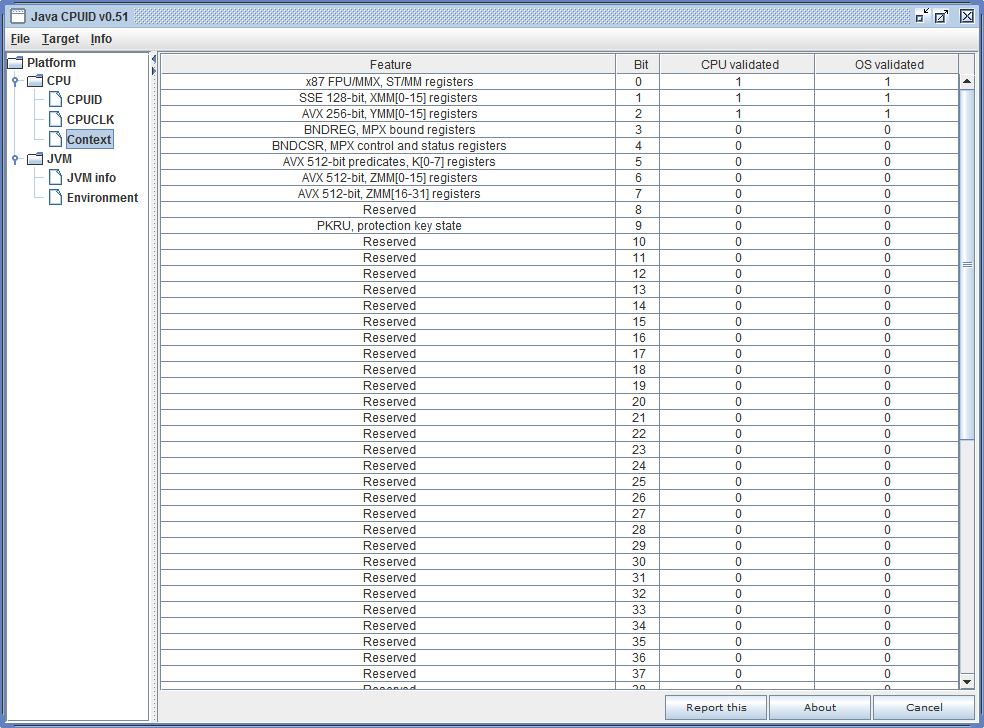 Java CPUID v0.51
File Target Info
Platform
CPU
CPUID
CPUCLK
Context
JVM
JVM info
Environment
Feature Bit CPU validated OS validated
x87 FPU/MMX, ST/MM registers 0 1 1
SSE 128-bit, XMM[0-15] registers 1 1 1
AVX 256-bit, YMM[0-15] registers 2 1 1
BNDREG, MPX bound registers 3 0 0
BNDCSR, MPX control and status registers 4 0 0
AVX 512-bit predicates, K[0-7] registers 5 0 0
AVX 512-bit, ZMM[0-15] registers 6 0 0
AVX 512-bit, ZMM[16-31] registers 7 0 0
Reserved 8 0 0
PKRU, protection key state 9 0 0
Reserved 10 0 0
Reserved 11 0 0
Reserved 12 0 0
Reserved 13 0 0
Reserved 14 0 0
Reserved 15 0 0
Reserved 16 0 0
Reserved 17 0 0
Reserved 18 0 0
Reserved 19 0 0
Reserved 20 0 0
Reserved 21 0 0
Reserved 22 0 0
Reserved 23 0 0
Reserved 24 0 0
Reserved 25 0 0
Reserved 26 0 0
Reserved 27 0 0
Reserved 28 0 0
Reserved 29 0 0
Reserved 30 0 0
Reserved 31 0 0
Reserved 32 0 0
Reserved 33 0 0
Reserved 34 0 0
Reserved 35 0 0
Reserved 36 0 0
Reserved 37 0 0
Report this About Cancel